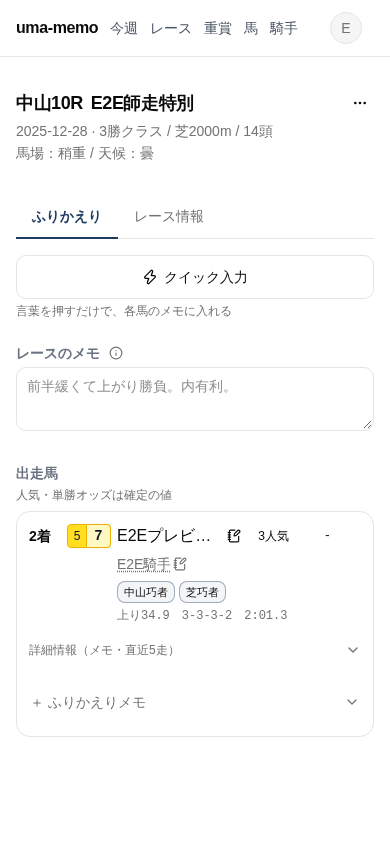 uma-memo 今週 レース 重賞 馬 騎手 E
中山10R E2E師走特別
2025-12-28 · 3勝クラス / 芝2000m / 14頭
馬場：稍重 / 天候：曇
ふりかえり レース情報
クイック入力
言葉を押すだけで、各馬のメモに入れる
レースのメモ
前半緩くて上がり勝負。内有利。
出走馬
人気・単勝オッズは確定の値
2着 5 7 E2Eプレビ… 3人気 -
E2E騎手
中山巧者 芝巧者
上り34.9 3-3-3-2 2:01.3
詳細情報（メモ・直近5走）
＋ ふりかえりメモ